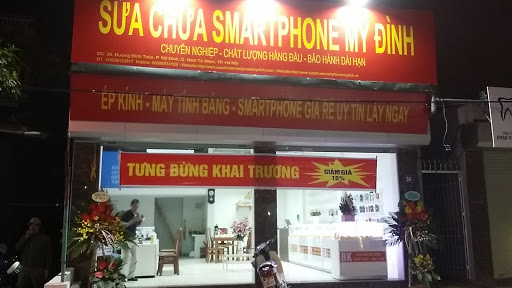 SỬA CHỮA SMARTPHONE MỸ ĐÌNH
CHUYÊN NGHIỆP - CHẤT LƯỢNG HÀNG ĐẦU - BẢO HÀNH DÀI HẠN
ÉP KÍNH - MÁY TÍNH BẢNG - SMARTPHONE GIÁ RẺ UY TÍN LẤY NGAY
TƯNG BỪNG KHAI TRƯƠNG
GIẢM GIÁ
10%
BK